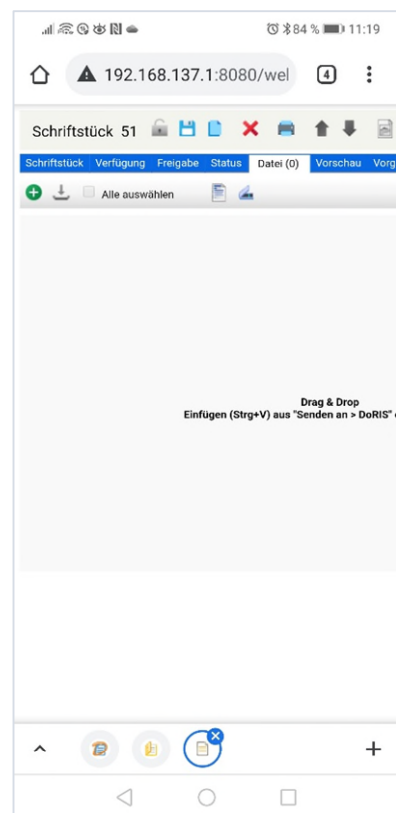 84 % 11:19
192.168.137.1:8080/wel 4
Schriftstück 51
Schriftstück Verfügung Freigabe Status Datei (0) Vorschau Vorg
Alle auswählen
Drag & Drop
Einfügen (Strg+V) aus "Senden an > DoRIS"